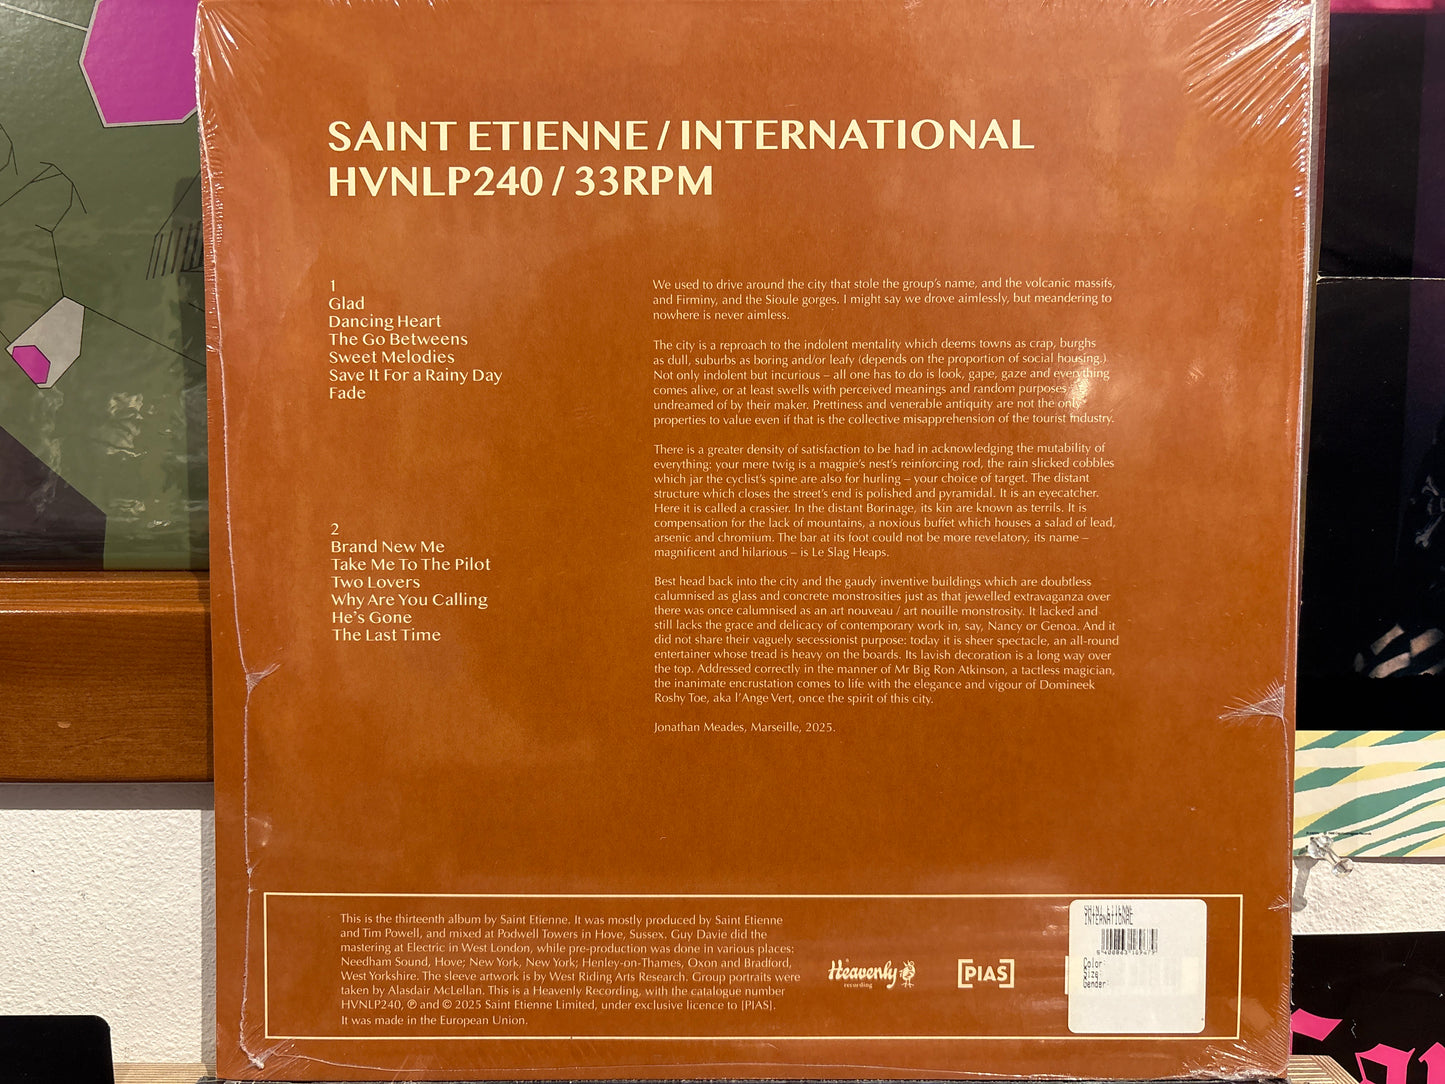 SAINT ETIENNE / INTERNATIONAL
HVNLP240 / 33RPM
1
Glad
Dancing Heart
The Go Betweens
Sweet Melodies
Save It For a Rainy Day
Fade
2
Brand New Me
Take Me To The Pilot
Two Lovers
Why Are You Calling
He's Gone
The Last Time
We used to drive around the city that stole the group's name, and the volcanic massifs,
and Firminy, and the Sioule gorges. I might say we drove aimlessly, but meandering to
nowhere is never aimless.
The city is a reproach to the indolent mentality which deems towns as crap, burghs
as dull, suburbs as boring and/or leafy (depends on the proportion of social housing.)
Not only indolent but incurious – all one has to do is look, gape, gaze and everything
comes alive, or at least swells with perceived meanings and random purposes
undreamed of by their maker. Prettiness and venerable antiquity are not the only
properties to value even if that is the collective misapprehension of the tourist industry.
There is a greater density of satisfaction to be had in acknowledging the mutability of
everything: your mere twig is a magpie's nest's reinforcing rod, the rain slicked cobbles
which jar the cyclist's spine are also for hurling – your choice of target. The distant
structure which closes the street's end is polished and pyramidal. It is an eyecatcher.
Here it is called a crassier. In the distant Borinage, its kin are known as terrils. It is
compensation for the lack of mountains, a noxious buffet which houses a salad of lead,
arsenic and chromium. The bar at its foot could not be more revelatory, its name –
magnificent and hilarious – is Le Slag Heaps.
Best head back into the city and the gaudy inventive buildings which are doubtless
calumnised as glass and concrete monstrosities just as that jewelled extravaganza over
there was once calumnised as an art nouveau / art nouille monstrosity. It lacked and
still lacks the grace and delicacy of contemporary work in, say, Nancy or Genoa. And it
did not share their vaguely secessionist purpose: today it is sheer spectacle, an all-round
entertainer whose tread is heavy on the boards. Its lavish decoration is a long way over
the top. Addressed correctly in the manner of Mr Big Ron Atkinson, a tactless magician,
the inanimate encrustation comes to life with the elegance and vigour of Domineek
Roshy Toe, aka l'Ange Vert, once the spirit of this city.
Jonathan Meades, Marseille, 2025.
This is the thirteenth album by Saint Etienne. It was mostly produced by Saint Etienne
and Tim Powell, and mixed at Podwell Towers in Hove, Sussex. Guy Davie did the
mastering at Electric in West London, while pre-production was done in various places:
Needham Sound, Hove; New York, New York; Henley-on-Thames, Oxon and Bradford,
West Yorkshire. The sleeve artwork is by West Riding Arts Research. Group portraits were
taken by Alasdair McLellan. This is a Heavenly Recording, with the catalogue number
HVNLP240, ℗ and © 2025 Saint Etienne Limited, under exclusive licence to [PIAS].
It was made in the European Union.
Heavenly
recording
[PIAS]
SAINT ETIENNE
INTERNATIONAL
5 400863 169479
Color:
Size:
Gender: